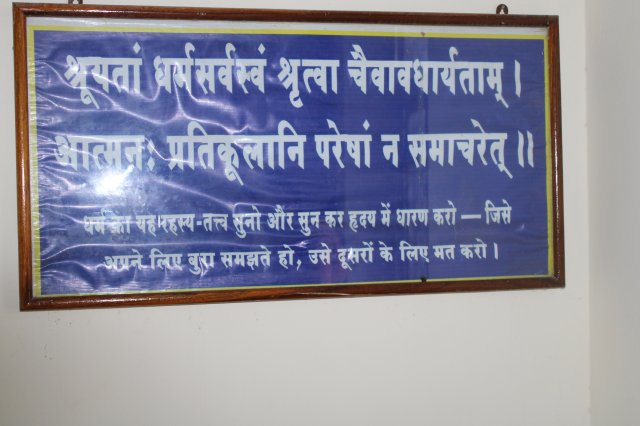 श्रूयतां धर्मसर्वस्वं श्रुत्वा चैवावधार्यताम् ।
आत्मनः प्रतिकूलानि परेषां न समाचरेत् ॥
धर्म का यह रहस्य-तत्त्व सुनो और सुन कर हृदय में धारण करो — जिसे
अपने लिए बुरा समझते हो, उसे दूसरों के लिए मत करो ।